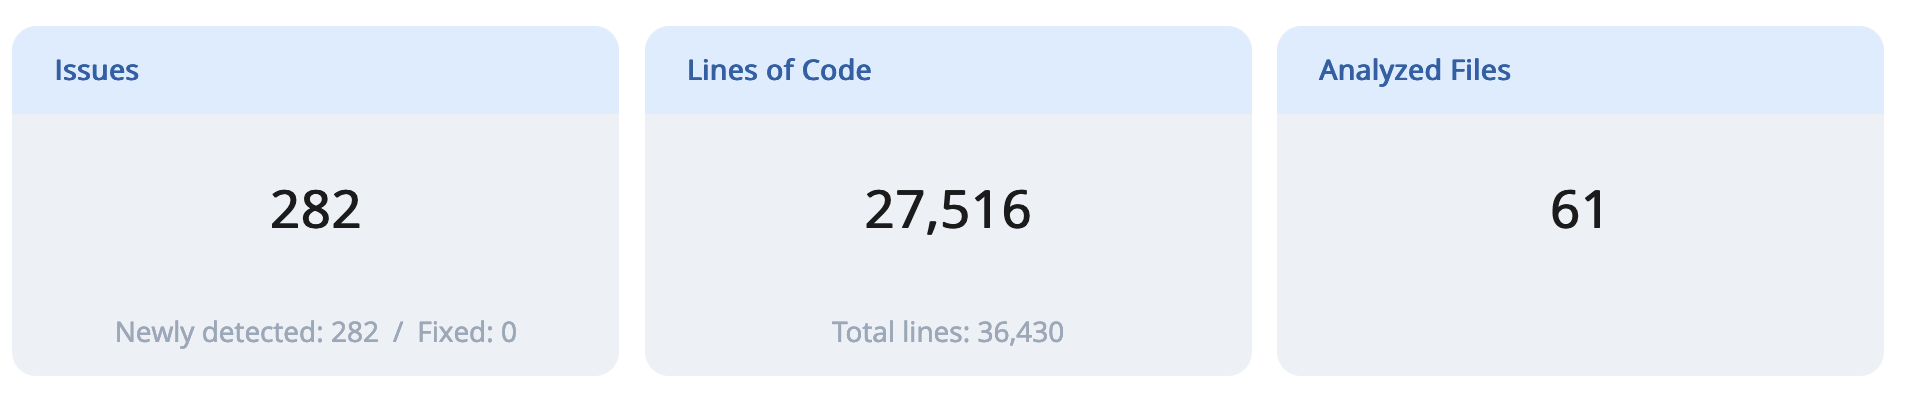 Issues
282
Newly detected: 282 / Fixed: 0
Lines of Code
27,516
Total lines: 36,430
Analyzed Files
61